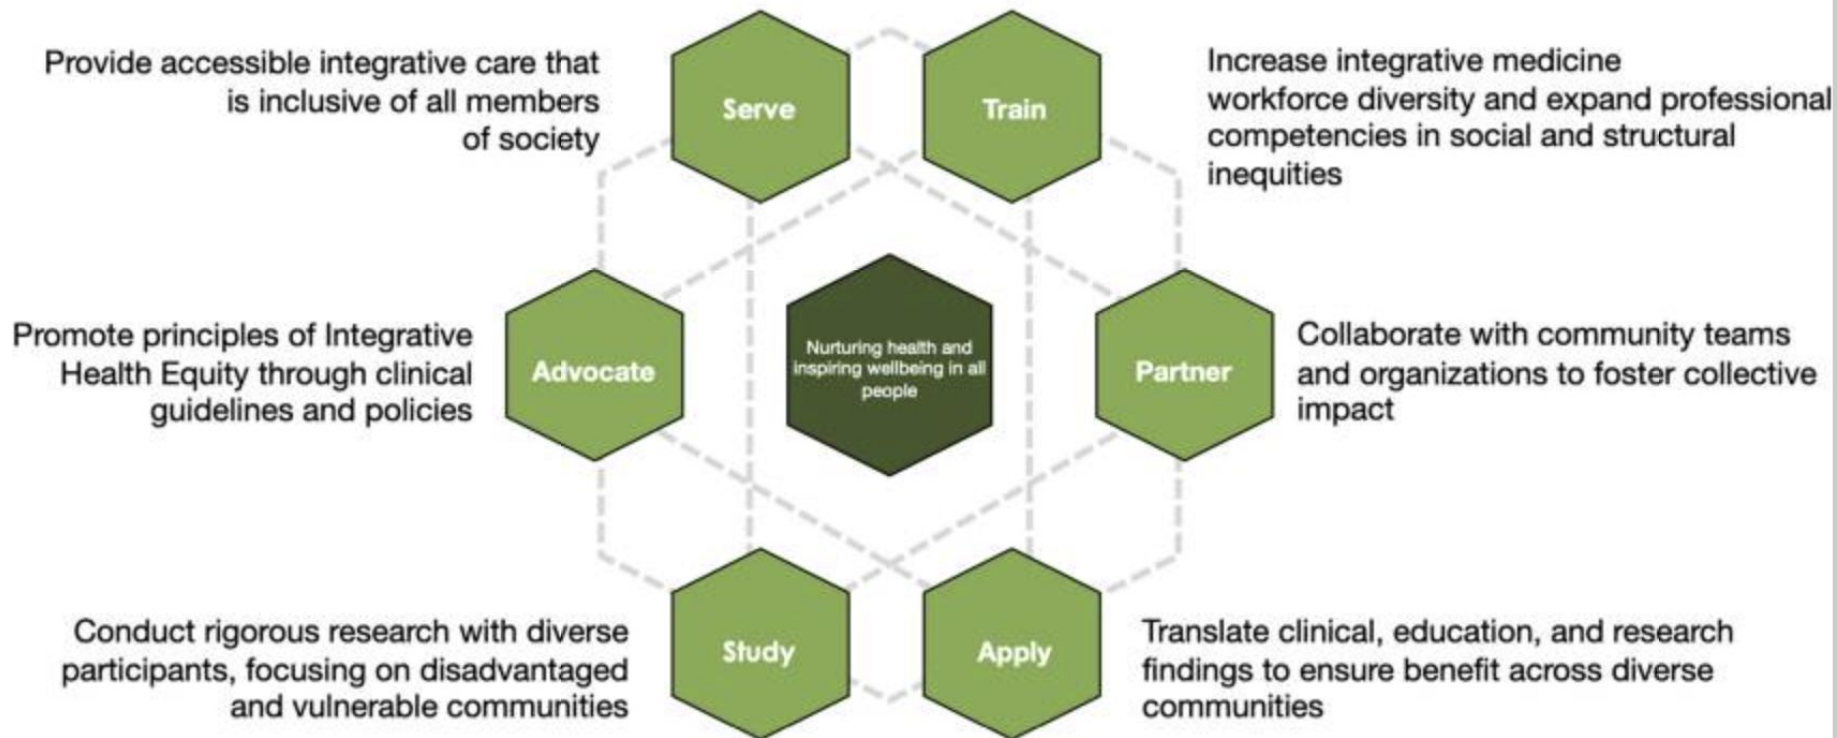 Provide accessible integrative care that
is inclusive of all members
of society
Serve
Train
Increase integrative medicine
workforce diversity and expand professional
competencies in social and structural
inequities
Promote principles of Integrative
Health Equity through clinical
guidelines and policies
Advocate
Nurturing health and
inspiring wellbeing in all
people
Partner
Collaborate with community teams
and organizations to foster collective
impact
Conduct rigorous research with diverse
participants, focusing on disadvantaged
and vulnerable communities
Study
Apply
Translate clinical, education, and research
findings to ensure benefit across diverse
communities